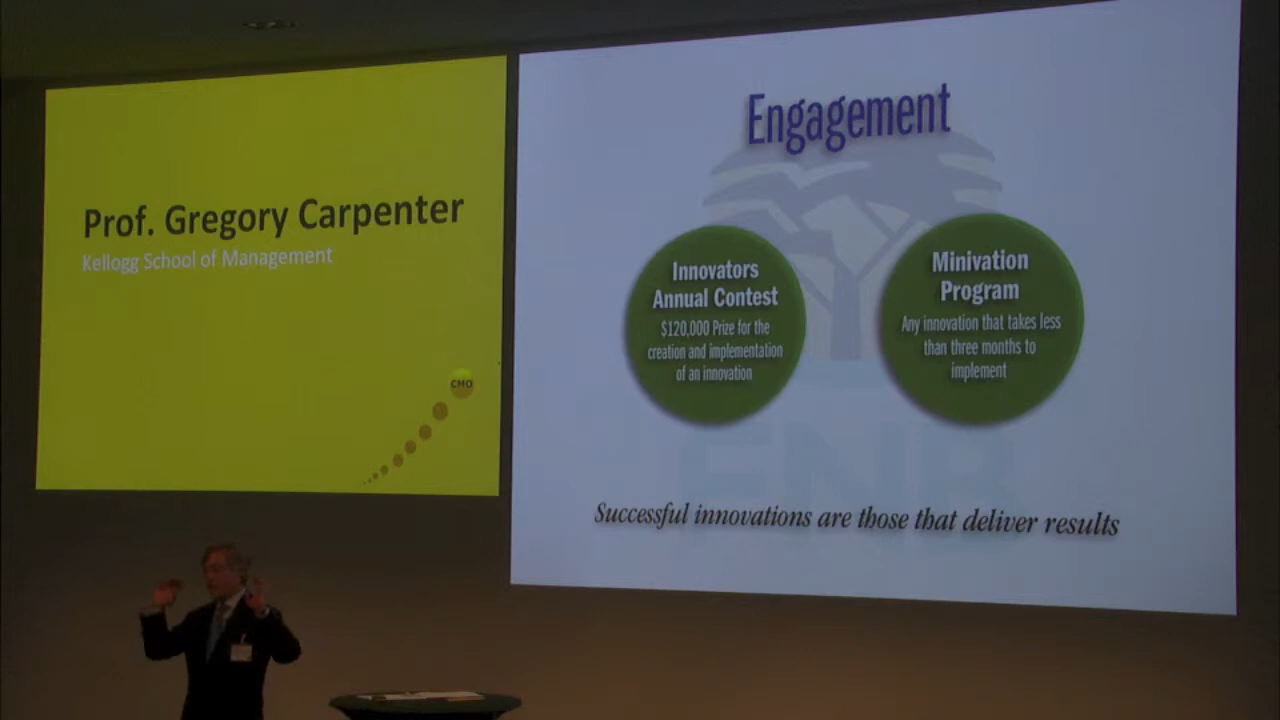 Prof. Gregory Carpenter
Kellogg School of Management
CMO
Engagement
Innovators
Annual Contest
$120,000 Prize for the
creation and implementation
of an innovation
Minivation
Program
Any innovation that takes less
than three months to
implement
FNB
Successful innovations are those that deliver results